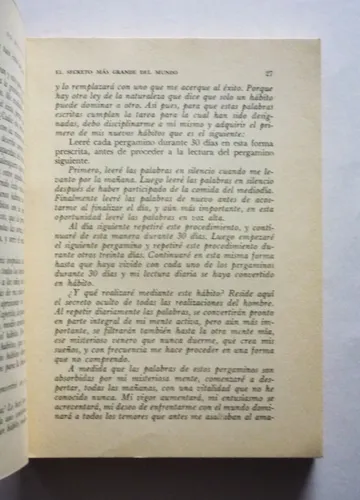 EL SECRETO MÁS GRANDE DEL MUNDO 27
y lo remplazaré con uno que me acerque al éxito. Porque
hay otra ley de la naturaleza que dice que solo un hábito
puede dominar a otro. Así pues, para que estas palabras
escritas cumplan la tarea para la cual han sido desig-
nadas, debo disciplinarme a mí mismo y adquirir el pri-
mero de mis nuevos hábitos que es el siguiente:
Leeré cada pergamino durante 30 días en esta forma
prescrita, antes de proceder a la lectura del pergamino
siguiente.
Primero, leeré las palabras en silencio cuando me le-
vanto por la mañana. Luego leeré las palabras en silencio
después de haber participado de la comida del mediodía.
Finalmente leeré las palabras de nuevo antes de acos-
tarme al finalizar el día, y aún más importante, en esta
oportunidad leeré las palabras en voz alta.
Al día siguiente repetiré este procedimiento, y conti-
nuaré de esta manera durante 30 días. Luego empezaré
el siguiente pergamino y repetiré este procedimiento du-
rante otros treinta días. Continuaré en esta misma forma
hasta que haya vivido con cada uno de los pergaminos
durante 30 días y mi lectura diaria se haya convertido
en hábito.
¿Y qué realizaré mediante este hábito? Reside aquí
el secreto oculto de todas las realizaciones del hombre.
Al repetir diariamente las palabras, se convertirán pronto
en parte integral de mi mente activa, pero aún más im-
portante, se filtrarán también hasta la otra mente mía,
ese misterioso venero que nunca duerme, que crea mis
sueños, y con frecuencia me hace proceder en una forma
que no comprendo.
A medida que las palabras de estos pergaminos son
absorbidas por mi misteriosa mente, comenzaré a des-
pertar, todas las mañanas, con una vitalidad que no he
conocido nunca. Mi vigor aumentará, mi entusiasmo se
acrecentará, mi deseo de enfrentarme con el mundo domi-
nará a todos los temores que antes me asaltaban al ama-